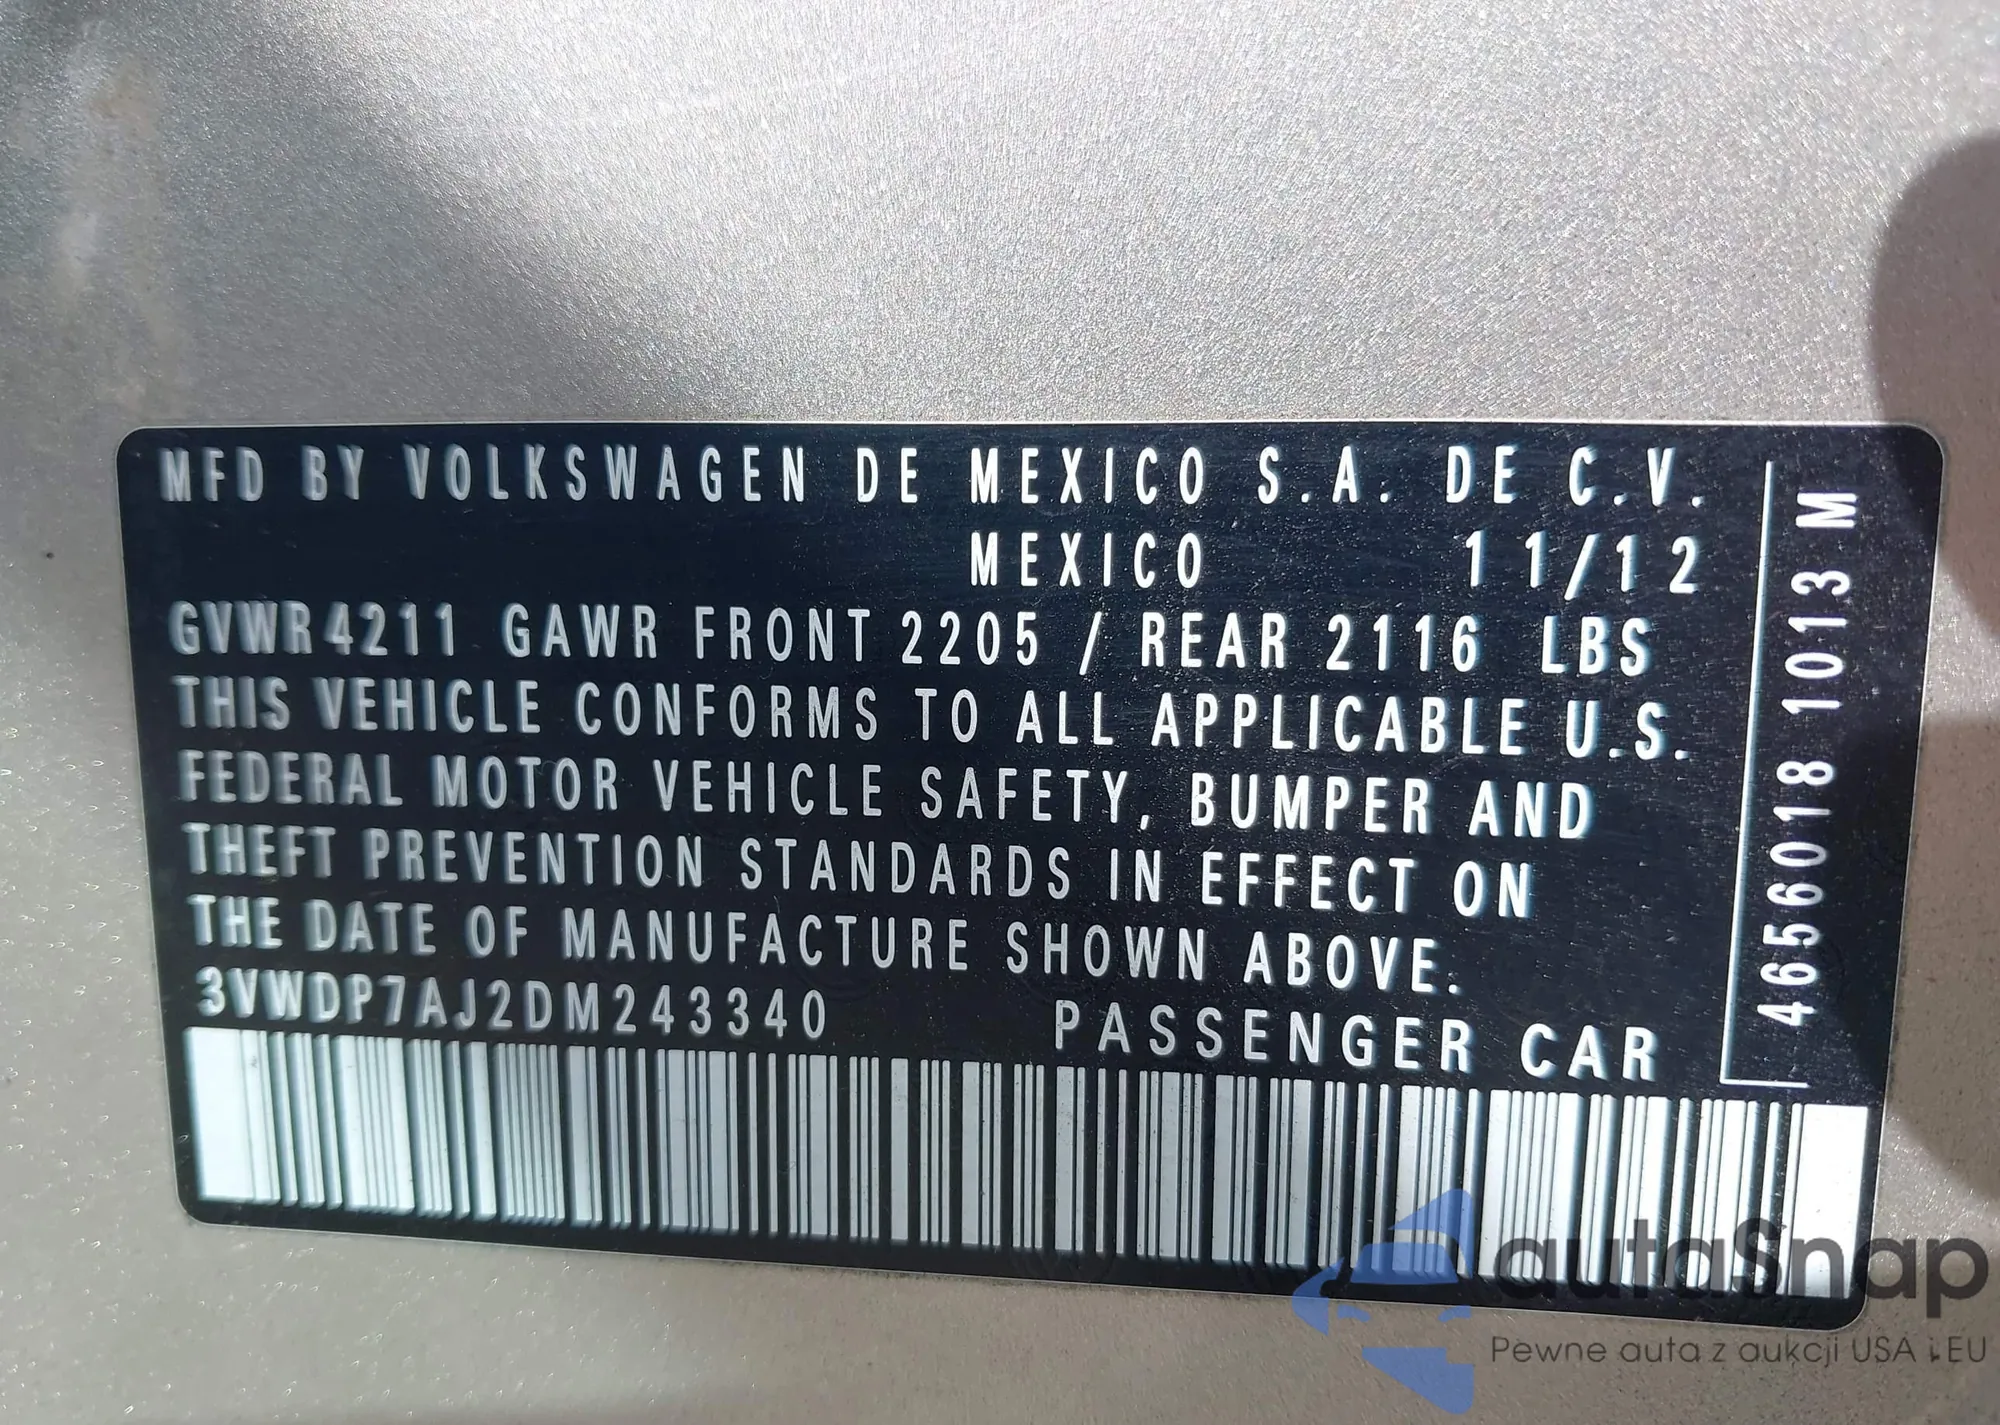 MFD BY VOLKSWAGEN DE MEXICO S.A. DE C.V.
MEXICO 11/12
GVWR 4211 GAWR FRONT 2205 / REAR 2116 LBS
THIS VEHICLE CONFORMS TO ALL APPLICABLE U.S.
FEDERAL MOTOR VEHICLE SAFETY, BUMPER AND
THEFT PREVENTION STANDARDS IN EFFECT ON
THE DATE OF MANUFACTURE SHOWN ABOVE.
3VWDP7AJ2DM243340 PASSENGER CAR
4656018 1013 M
autaSnap
Pewne auta z aukcji USA i EU